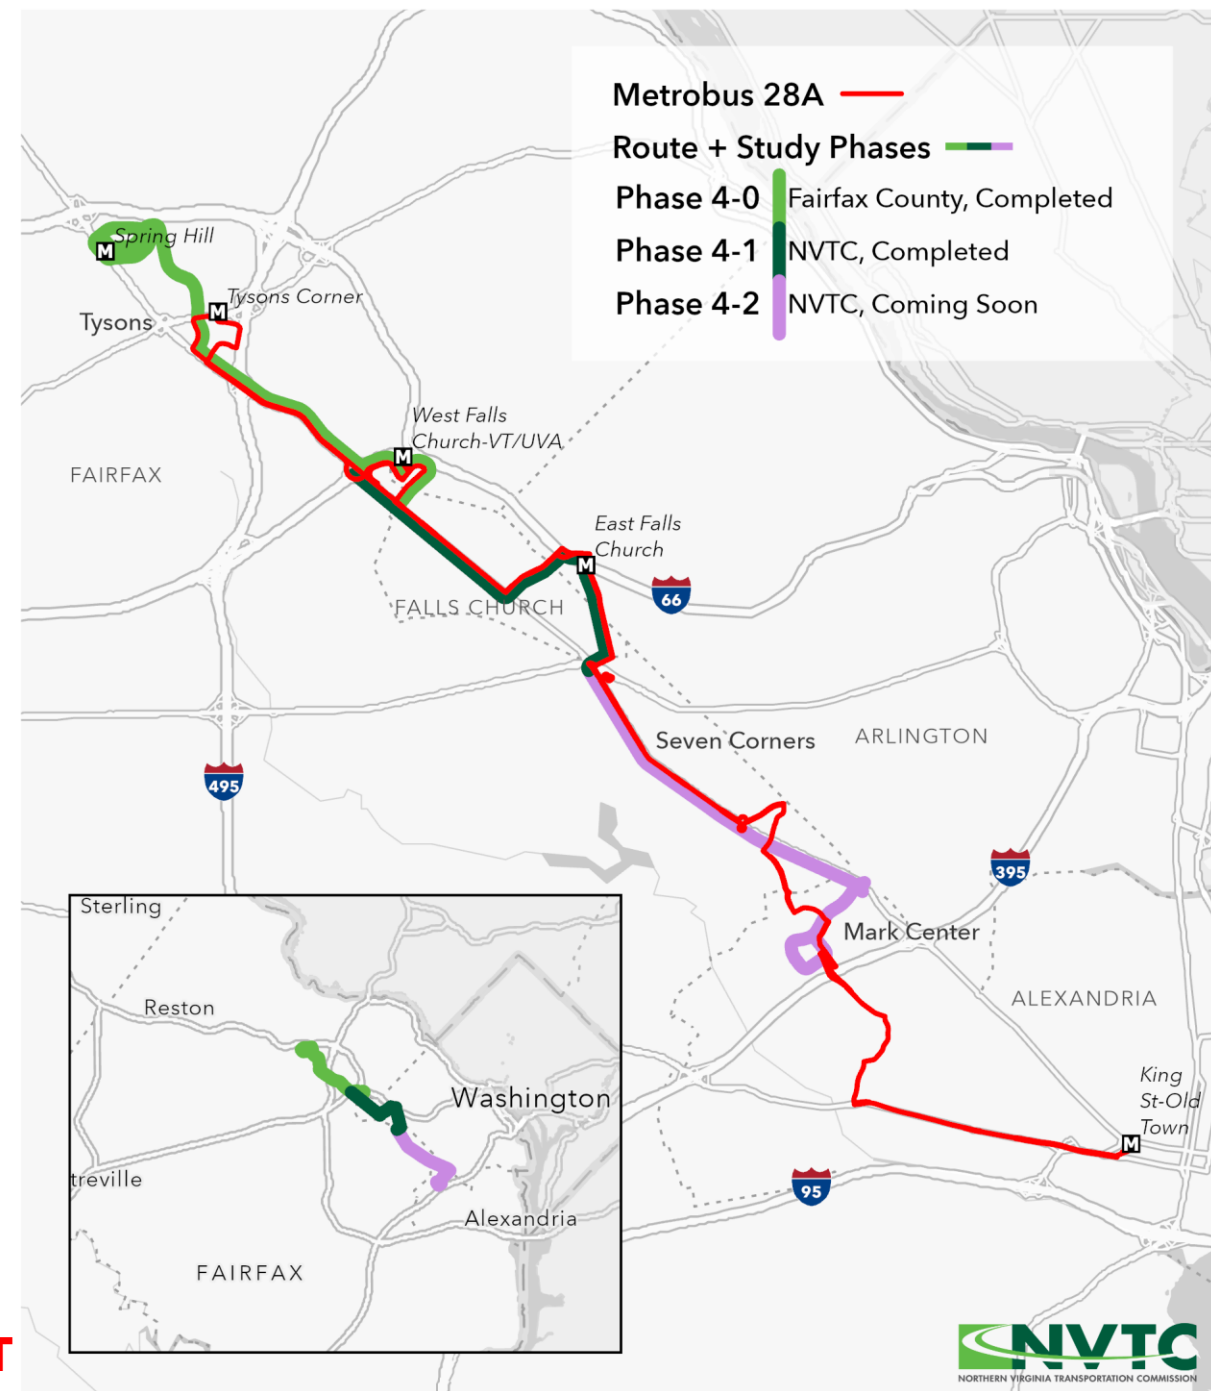 Metrobus 28A
Route + Study Phases
Phase 4-0 Fairfax County, Completed
Phase 4-1 NVTC, Completed
Phase 4-2 NVTC, Coming Soon
M
Spring Hill
M
Tysons Corner
Tysons
West Falls
Church-VT/UVA
M
FAIRFAX
East Falls
Church
M
66
FALLS CHURCH
Seven Corners
ARLINGTON
495
395
Mark Center
ALEXANDRIA
King
St-Old
Town
M
95
Sterling
Reston
Washington
treville
Alexandria
FAIRFAX
T
NVTC
NORTHERN VIRGINIA TRANSPORTATION COMMISSION